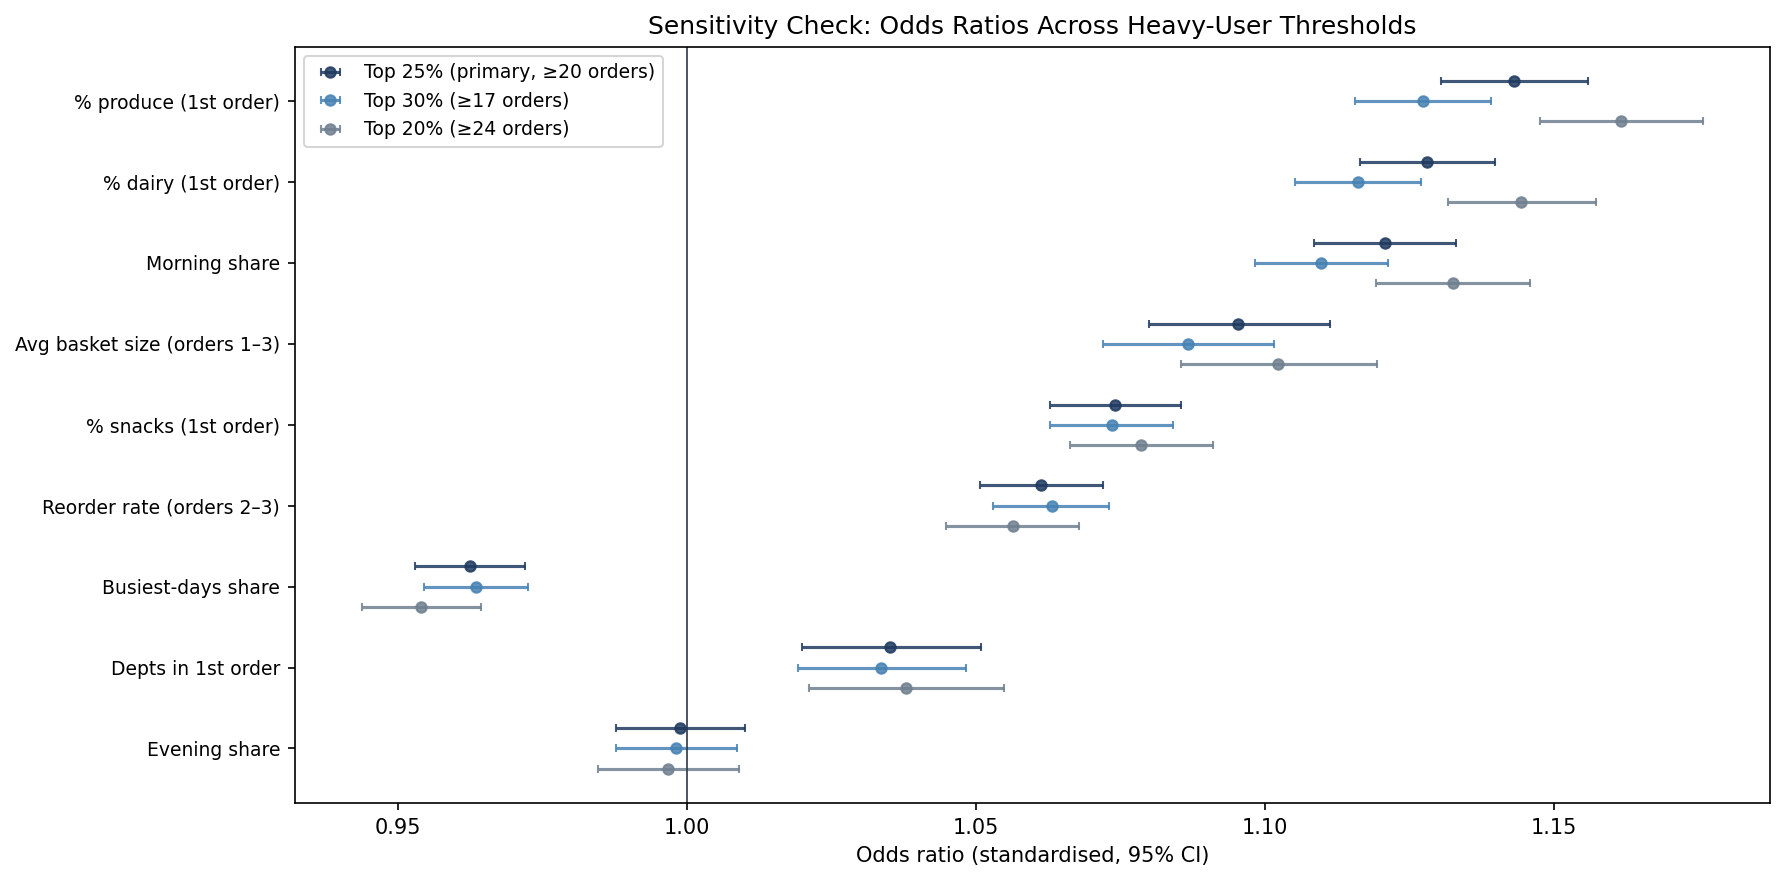 Sensitivity Check: Odds Ratios Across Heavy-User Thresholds
Top 25% (primary, ≥20 orders)
Top 30% (≥17 orders)
Top 20% (≥24 orders)
% produce (1st order)
% dairy (1st order)
Morning share
Avg basket size (orders 1–3)
% snacks (1st order)
Reorder rate (orders 2–3)
Busiest-days share
Depts in 1st order
Evening share
0.95 1.00 1.05 1.10 1.15
Odds ratio (standardised, 95% CI)